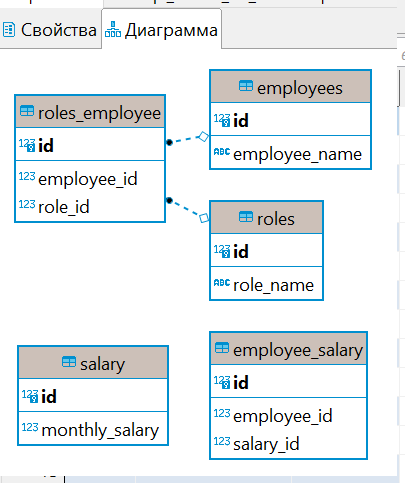 Свойства
Диаграмма
roles_employee
123 id
123 employee_id
123 role_id
employees
123 id
ABC employee_name
roles
123 id
ABC role_name
salary
123 id
123 monthly_salary
employee_salary
123 id
123 employee_id
123 salary_id